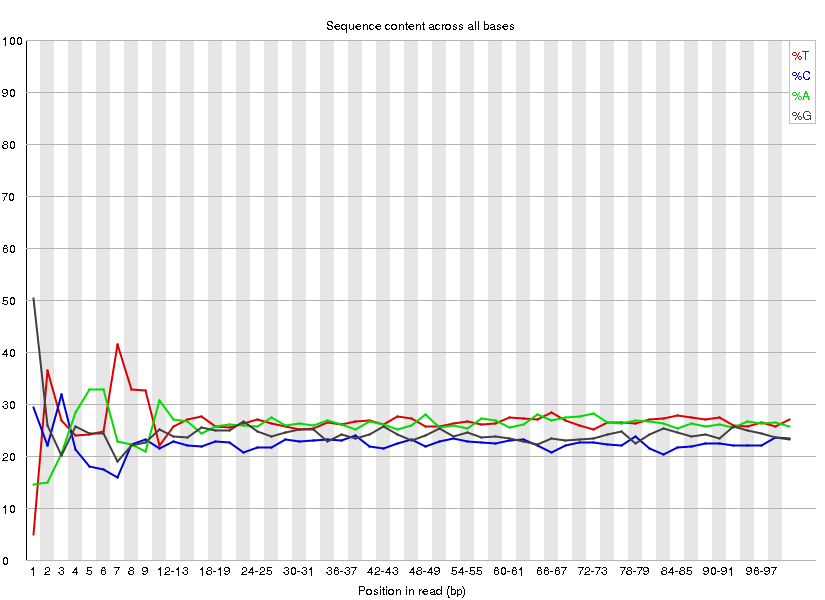 Sequence content across all bases
100
90
80
70
60
50
40
30
20
10
0
%T
%C
%A
%G
1 2 3 4 5 6 7 8 9 12-13 18-19 24-25 30-31 36-37 42-43 48-49 54-55 60-61 66-67 72-73 78-79 84-85 90-91 96-97
Position in read (bp)